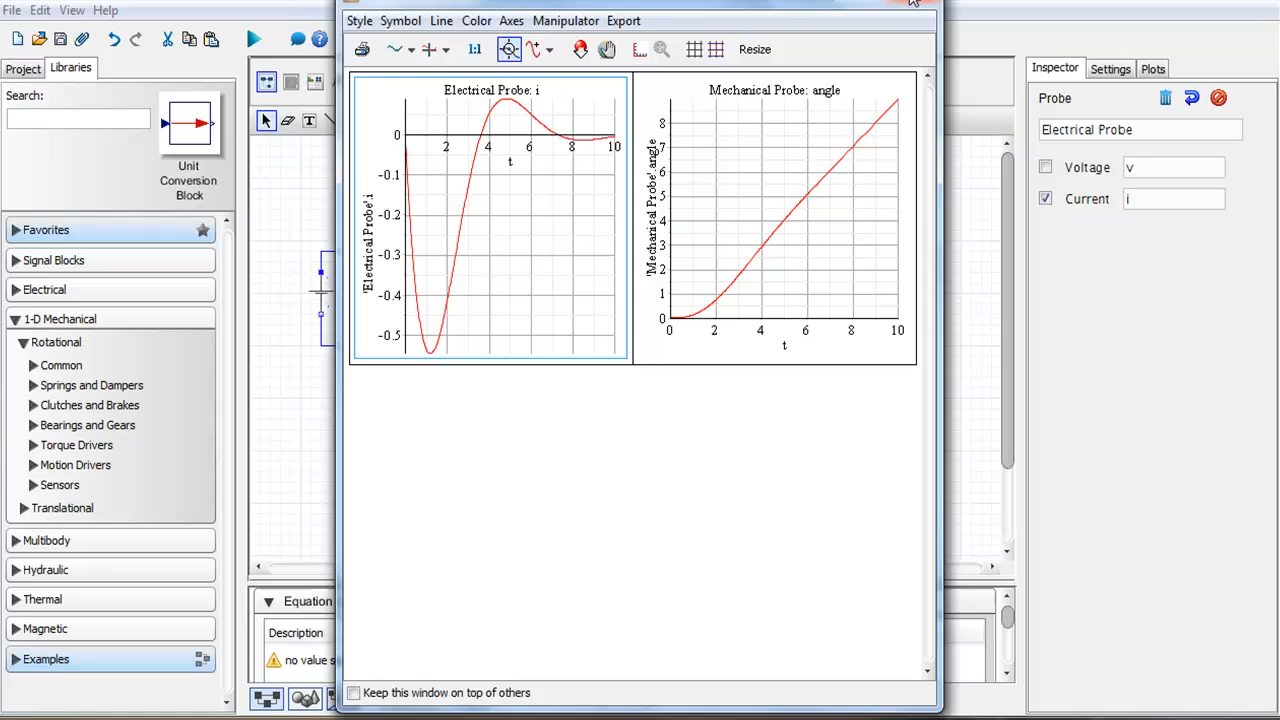 File Edit View Help
Project Libraries
Search:
Unit
Conversion
Block
Favorites
Signal Blocks
Electrical
1-D Mechanical
Rotational
Common
Springs and Dampers
Clutches and Brakes
Bearings and Gears
Torque Drivers
Motion Drivers
Sensors
Translational
Multibody
Hydraulic
Thermal
Magnetic
Examples
T
Equation
Description
no value s
Style Symbol Line Color Axes Manipulator Export
1:1 Resize
Electrical Probe: i
0
-0.1
-0.2
-0.3
-0.4
-0.5
2 4 6 8 10
t
'Electrical Probe'.i
Mechanical Probe: angle
8
7
6
5
4
3
2
1
0
0 2 4 6 8 10
t
'Mechanical Probe'.angle
Keep this window on top of others
Inspector Settings Plots
Probe
Electrical Probe
Voltage v
Current i